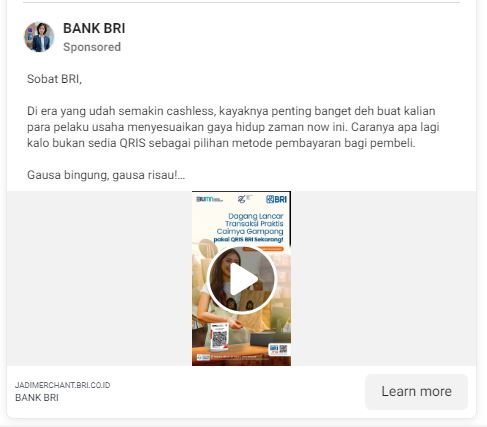 BANK BRI
Sponsored
Sobat BRI,
Di era yang udah semakin cashless, kayaknya penting banget deh buat kalian
para pelaku usaha menyesuaikan gaya hidup zaman now ini. Caranya apa lagi
kalo bukan sedia QRIS sebagai pilihan metode pembayaran bagi pembeli.
Gausa bingung, gausa risau!...
BUMN
BRI
Dagang Lancar
Transaksi Praktis
Cairnya Gampang
pakai QRIS BRI Sekarang!
JADIMERCHANT.BRI.CO.ID
BANK BRI
Learn more